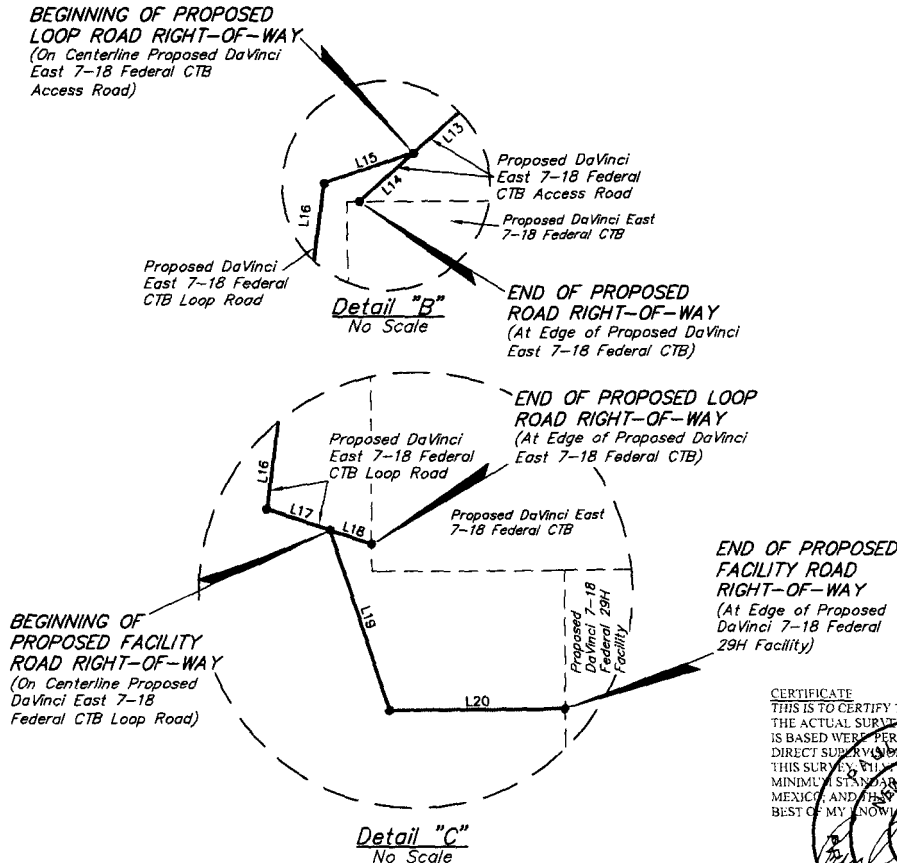 BEGINNING OF PROPOSED
LOOP ROAD RIGHT-OF-WAY
(On Centerline Proposed DaVinci
East 7-18 Federal CTB
Access Road)
L13
L15
L14
L16
Proposed DaVinci
East 7-18 Federal
CTB Access Road
Proposed DaVinci East
7-18 Federal CTB
Proposed DaVinci
East 7-18 Federal
CTB Loop Road
Detail "B"
No Scale
END OF PROPOSED
ROAD RIGHT-OF-WAY
(At Edge of Proposed DaVinci
East 7-18 Federal CTB)
END OF PROPOSED LOOP
ROAD RIGHT-OF-WAY
(At Edge of Proposed DaVinci
East 7-18 Federal CTB)
Proposed DaVinci
East 7-18 Federal
CTB Loop Road
L16
L17
L18
Proposed DaVinci East
7-18 Federal CTB
BEGINNING OF
PROPOSED FACILITY
ROAD RIGHT-OF-WAY
(On Centerline Proposed
DaVinci East 7-18
Federal CTB Loop Road)
L19
L20
Proposed
DaVinci 7-18
Federal 29H
Facility
END OF PROPOSED
FACILITY ROAD
RIGHT-OF-WAY
(At Edge of Proposed
DaVinci 7-18 Federal
29H Facility)
Detail "C"
No Scale
CERTIFICATE
THIS IS TO CERTIFY
THE ACTUAL
IS BASED WERE
DIRECT
THIS SURVEY
MINIMUM
MEXICO, AND
BEST OF MY